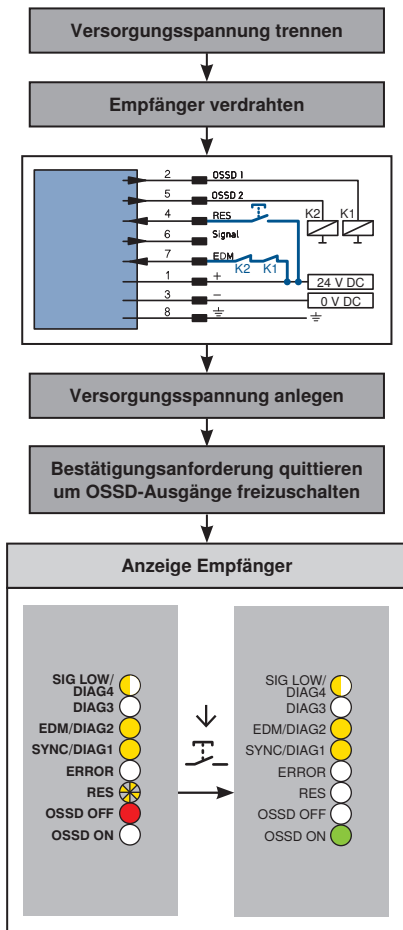 Versorgungsspannung trennen
Empfänger verdrahten
2 OSSD 1
5 OSSD 2 K2 K1
4 RES
6 Signal
7 EDM
K2 K1
1 + 24 V DC
3 − 0 V DC
8
Versorgungsspannung anlegen
Bestätigungsanforderung quittieren
um OSSD-Ausgänge freizuschalten
Anzeige Empfänger
SIG LOW/
DIAG4
DIAG3
EDM/DIAG2
SYNC/DIAG1
ERROR
RES
OSSD OFF
OSSD ON
SIG LOW/
DIAG4
DIAG3
EDM/DIAG2
SYNC/DIAG1
ERROR
RES
OSSD OFF
OSSD ON